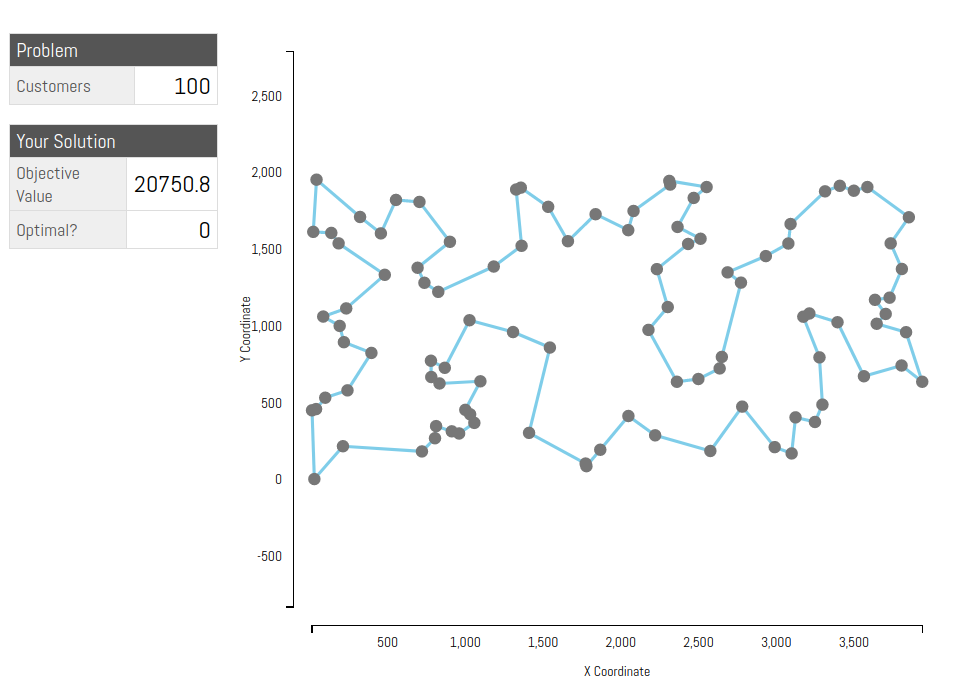 Problem
Customers 100
Your Solution
Objective Value 20750.8
Optimal? 0
Y Coordinate
2,500
2,000
1,500
1,000
500
0
-500
500 1,000 1,500 2,000 2,500 3,000 3,500
X Coordinate